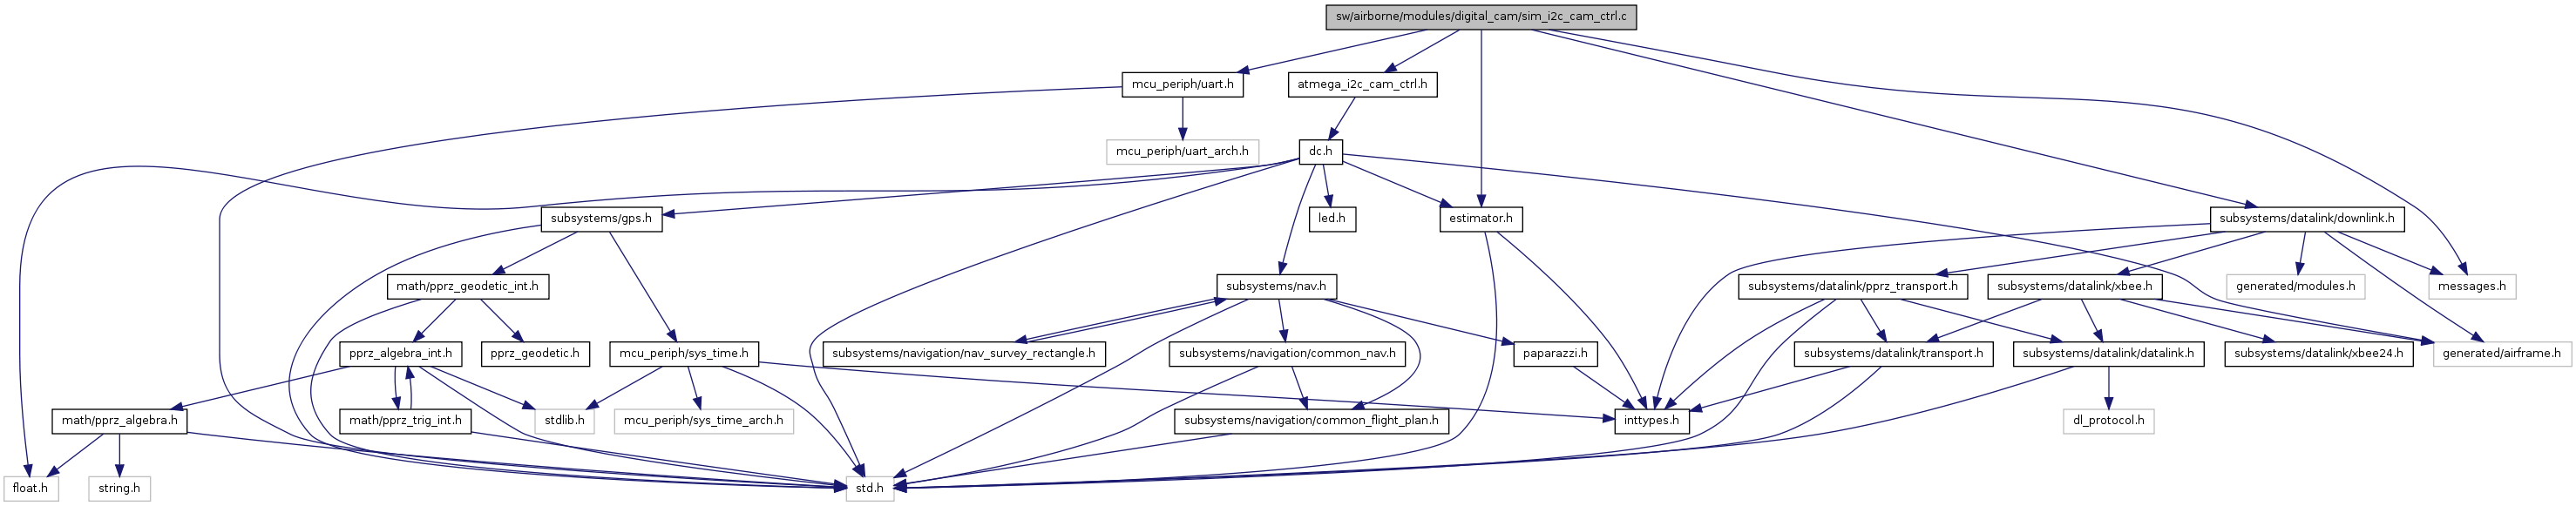 sw/airborne/modules/digital_cam/sim_i2c_cam_ctrl.c
mcu_periph/uart.h
atmega_i2c_cam_ctrl.h
mcu_periph/uart_arch.h
dc.h
subsystems/gps.h
led.h
estimator.h
subsystems/datalink/downlink.h
math/pprz_geodetic_int.h
subsystems/nav.h
subsystems/datalink/pprz_transport.h
subsystems/datalink/xbee.h
generated/modules.h
messages.h
pprz_algebra_int.h
pprz_geodetic.h
mcu_periph/sys_time.h
subsystems/navigation/nav_survey_rectangle.h
subsystems/navigation/common_nav.h
paparazzi.h
subsystems/datalink/transport.h
subsystems/datalink/datalink.h
subsystems/datalink/xbee24.h
generated/airframe.h
math/pprz_algebra.h
math/pprz_trig_int.h
stdlib.h
mcu_periph/sys_time_arch.h
subsystems/navigation/common_flight_plan.h
inttypes.h
dl_protocol.h
float.h
string.h
std.h